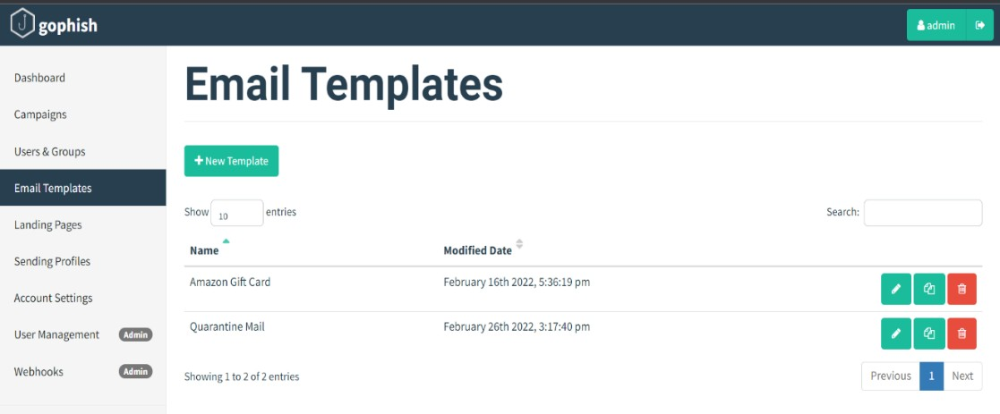 gophish
admin
Dashboard
Campaigns
Users & Groups
Email Templates
Landing Pages
Sending Profiles
Account Settings
User Management Admin
Webhooks Admin
Email Templates
New Template
Show 10 entries
Search:
Name Modified Date
Amazon Gift Card February 16th 2022, 5:36:19 pm
Quarantine Mail February 26th 2022, 3:17:40 pm
Showing 1 to 2 of 2 entries
Previous 1 Next